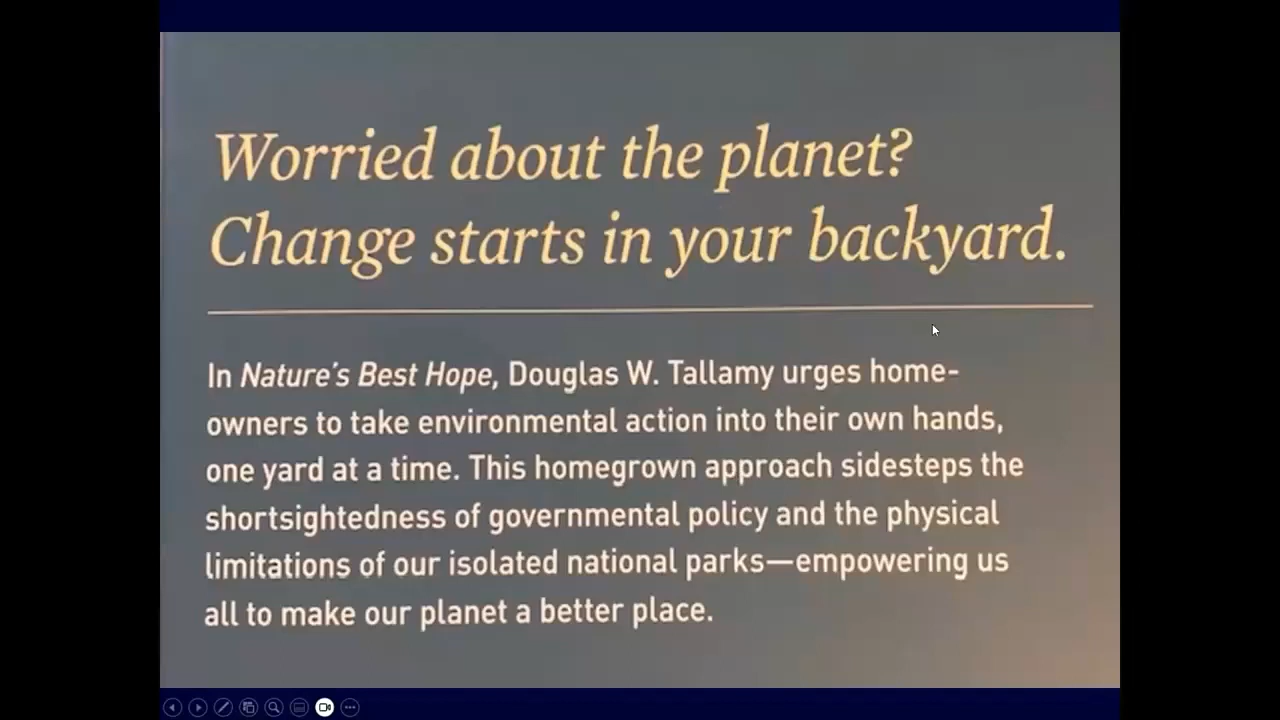 Worried about the planet?
Change starts in your backyard.
In Nature's Best Hope, Douglas W. Tallamy urges home-
owners to take environmental action into their own hands,
one yard at a time. This homegrown approach sidesteps the
shortsightedness of governmental policy and the physical
limitations of our isolated national parks—empowering us
all to make our planet a better place.